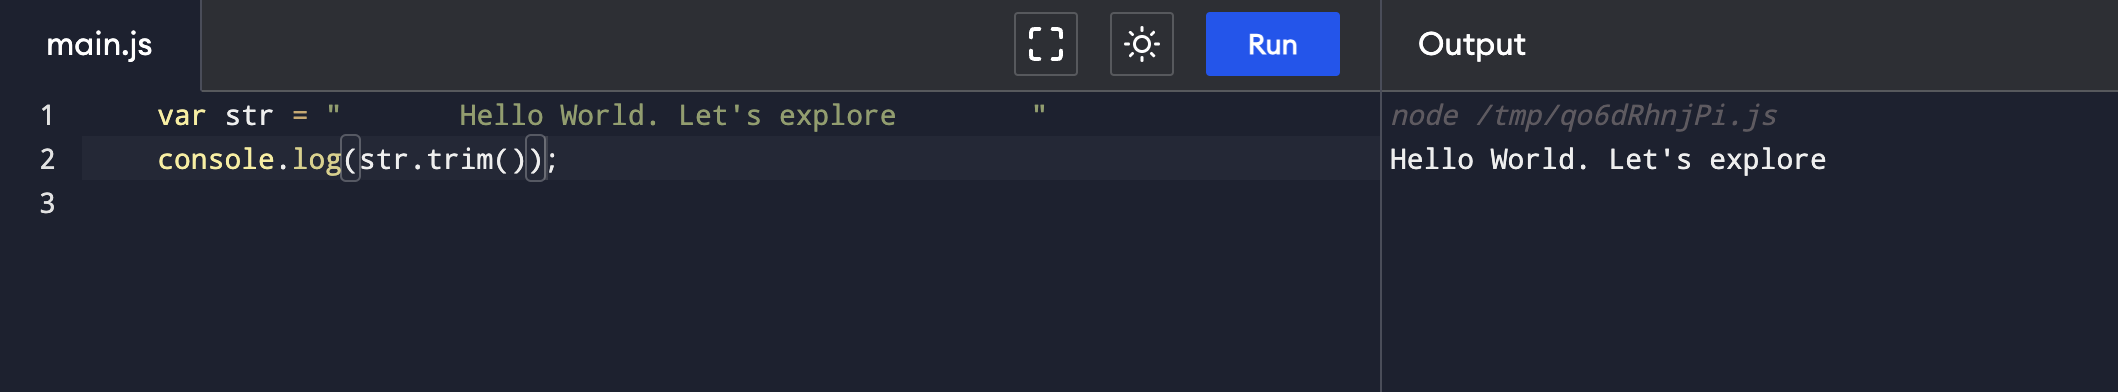 main.js
Run
Output
1 var str = "       Hello World. Let's explore        "
2 console.log(str.trim());
3
node /tmp/qo6dRhnjPi.js
Hello World. Let's explore